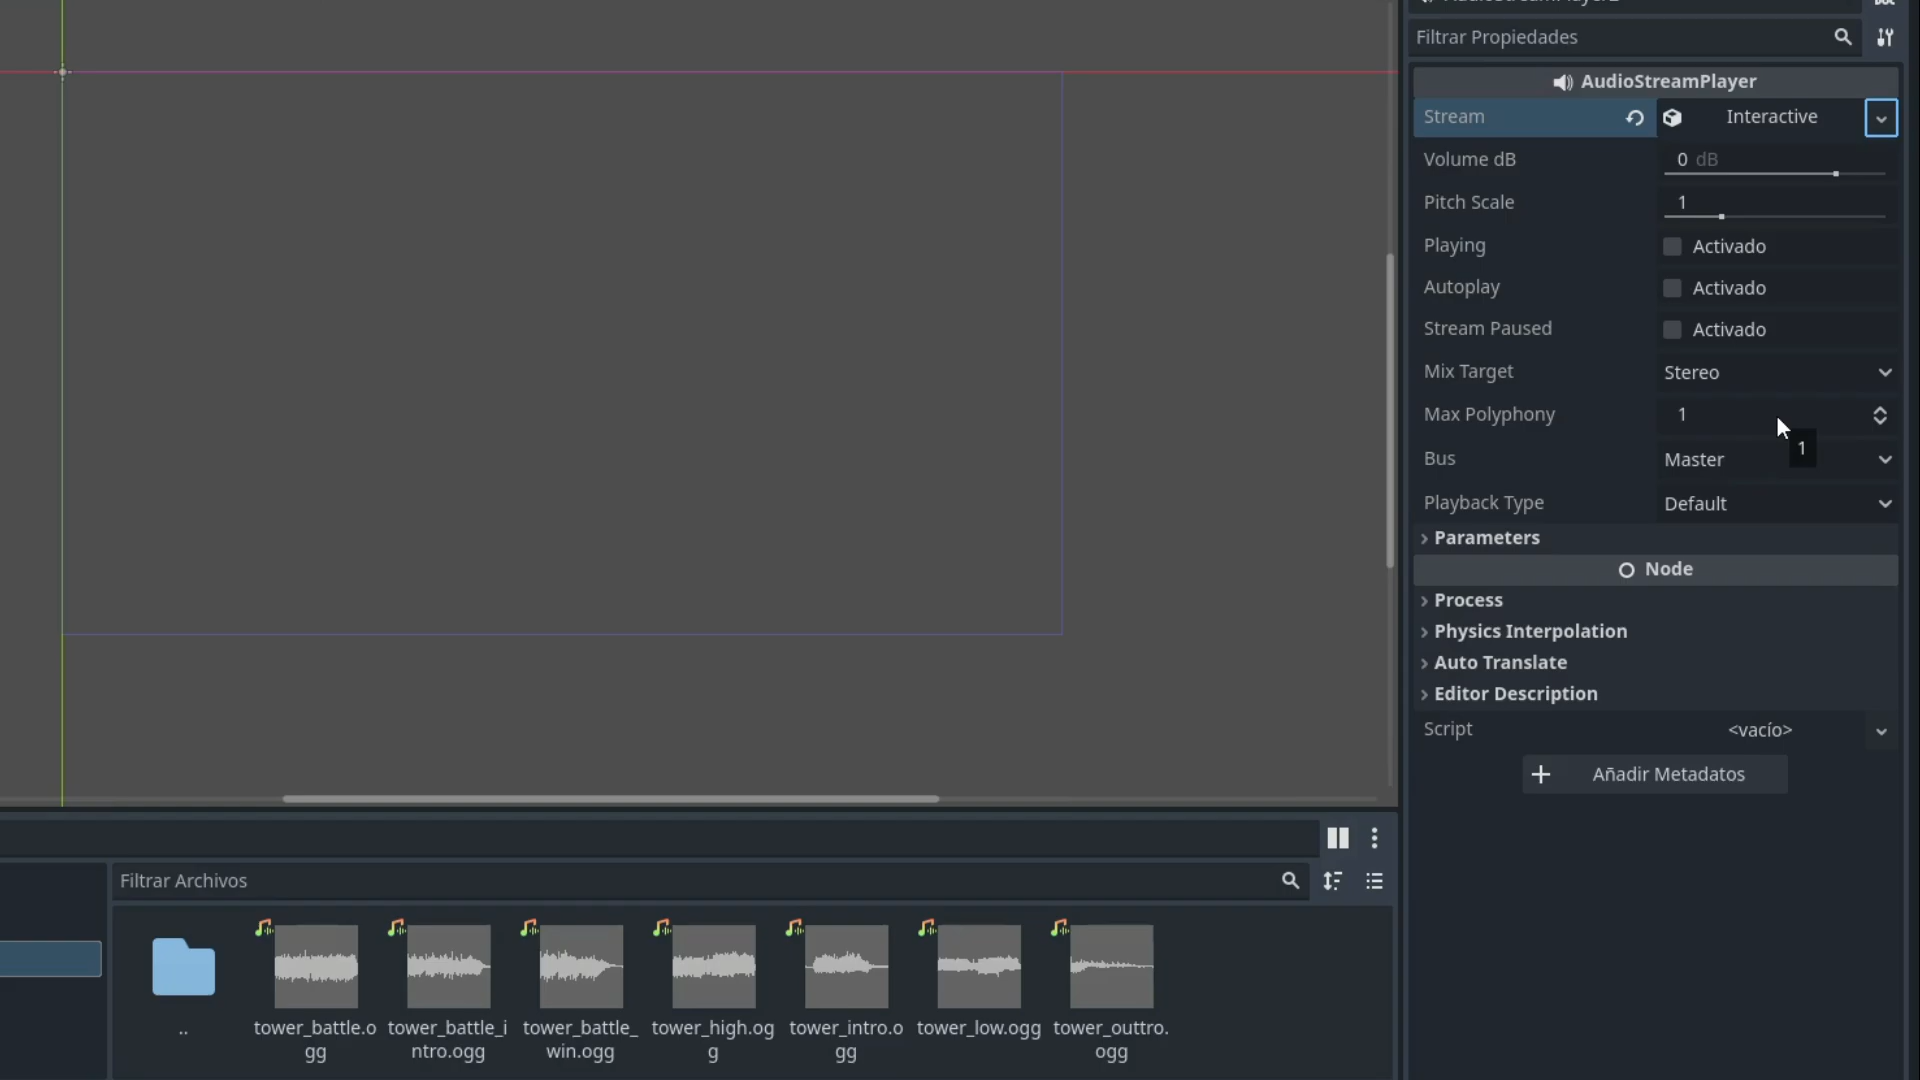 Filtrar Propiedades
AudioStreamPlayer
Stream
Interactive
Volume dB
0 dB
Pitch Scale
1
Playing
Activado
Autoplay
Activado
Stream Paused
Activado
Mix Target
Stereo
Max Polyphony
1
1
Bus
Master
Playback Type
Default
Parameters
Node
Process
Physics Interpolation
Auto Translate
Editor Description
Script
<vacío>
Añadir Metadatos
Filtrar Archivos
..
tower_battle.o
gg
tower_battle_i
ntro.ogg
tower_battle_
win.ogg
tower_high.og
g
tower_intro.o
gg
tower_low.ogg
tower_outtro.
ogg